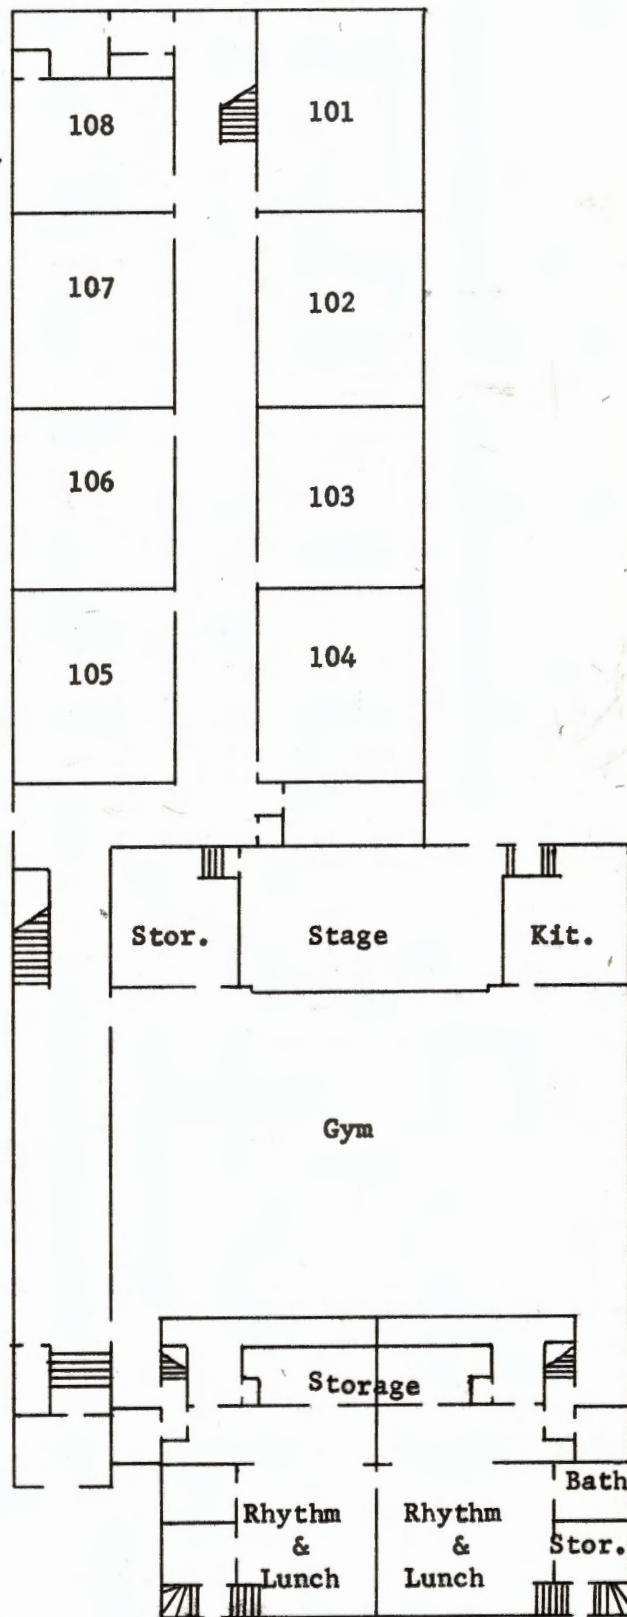 108
101
107
102
106
103
105
104
Stor.
Stage
Kit.
Gym
Storage
Bath
Rhythm
&
Lunch
Rhythm
&
Lunch
Stor.